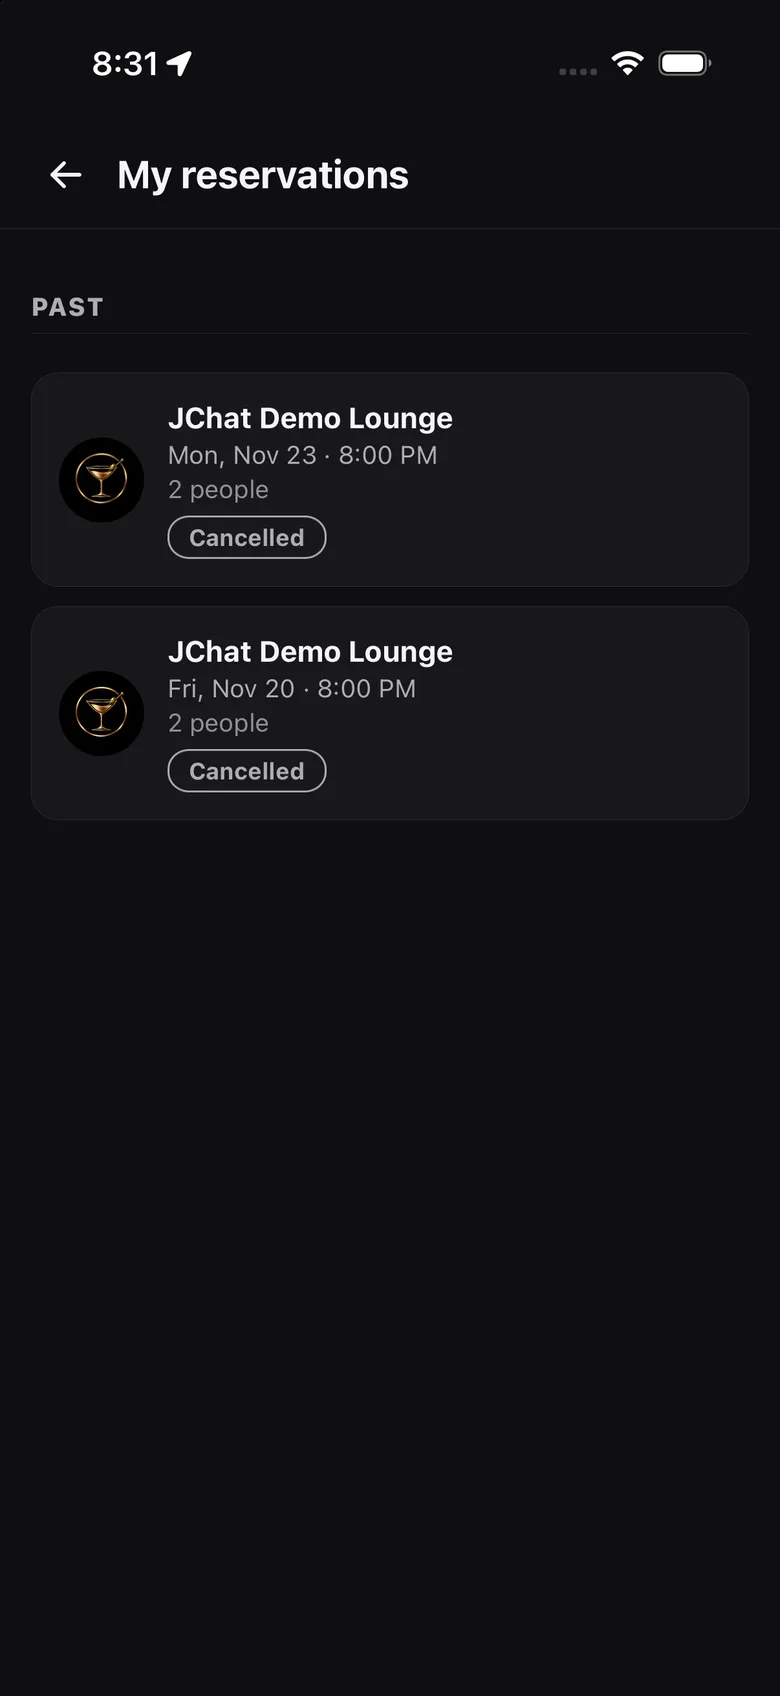 8:31
My reservations
PAST
JChat Demo Lounge
Mon, Nov 23 · 8:00 PM
2 people
Cancelled
JChat Demo Lounge
Fri, Nov 20 · 8:00 PM
2 people
Cancelled